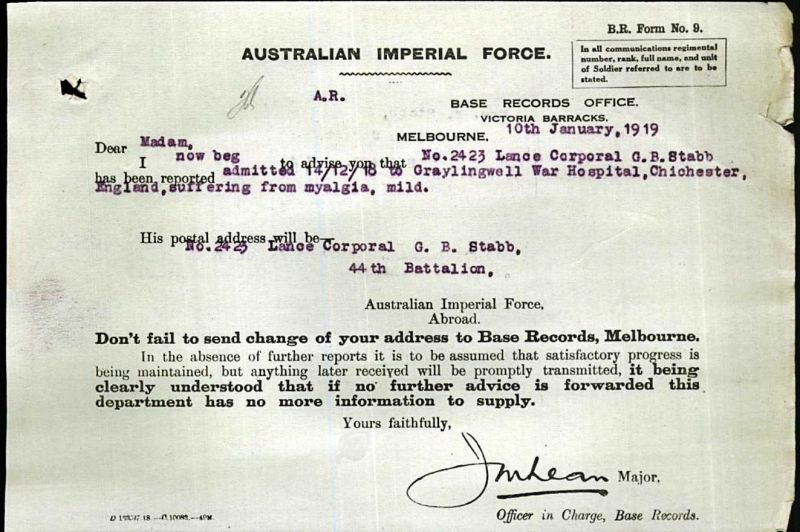 B.R. Form No. 9.
AUSTRALIAN IMPERIAL FORCE.
In all communications regimental
number, rank, full name, and unit
of Soldier referred to are to be
stated.
A.R.
BASE RECORDS OFFICE,
VICTORIA BARRACKS.
MELBOURNE, 10th January, 1919
Dear Madam,
I now beg to advise you that No.2423 Lance Corporal G.B.Stabb
has been reported admitted 14/12/18 to Graylingwell War Hospital,Chichester,
England,suffering from myalgia, mild.
His postal address will be—
No.2423 Lance Corporal G. B. Stabb,
44th Battalion,
Australian Imperial Force,
Abroad.
Don't fail to send change of your address to Base Records, Melbourne.
In the absence of further reports it is to be assumed that satisfactory progress is
being maintained, but anything later received will be promptly transmitted, it being
clearly understood that if no further advice is forwarded this
department has no more information to supply.
Yours faithfully,
JMLean Major,
Officer in Charge, Base Records.